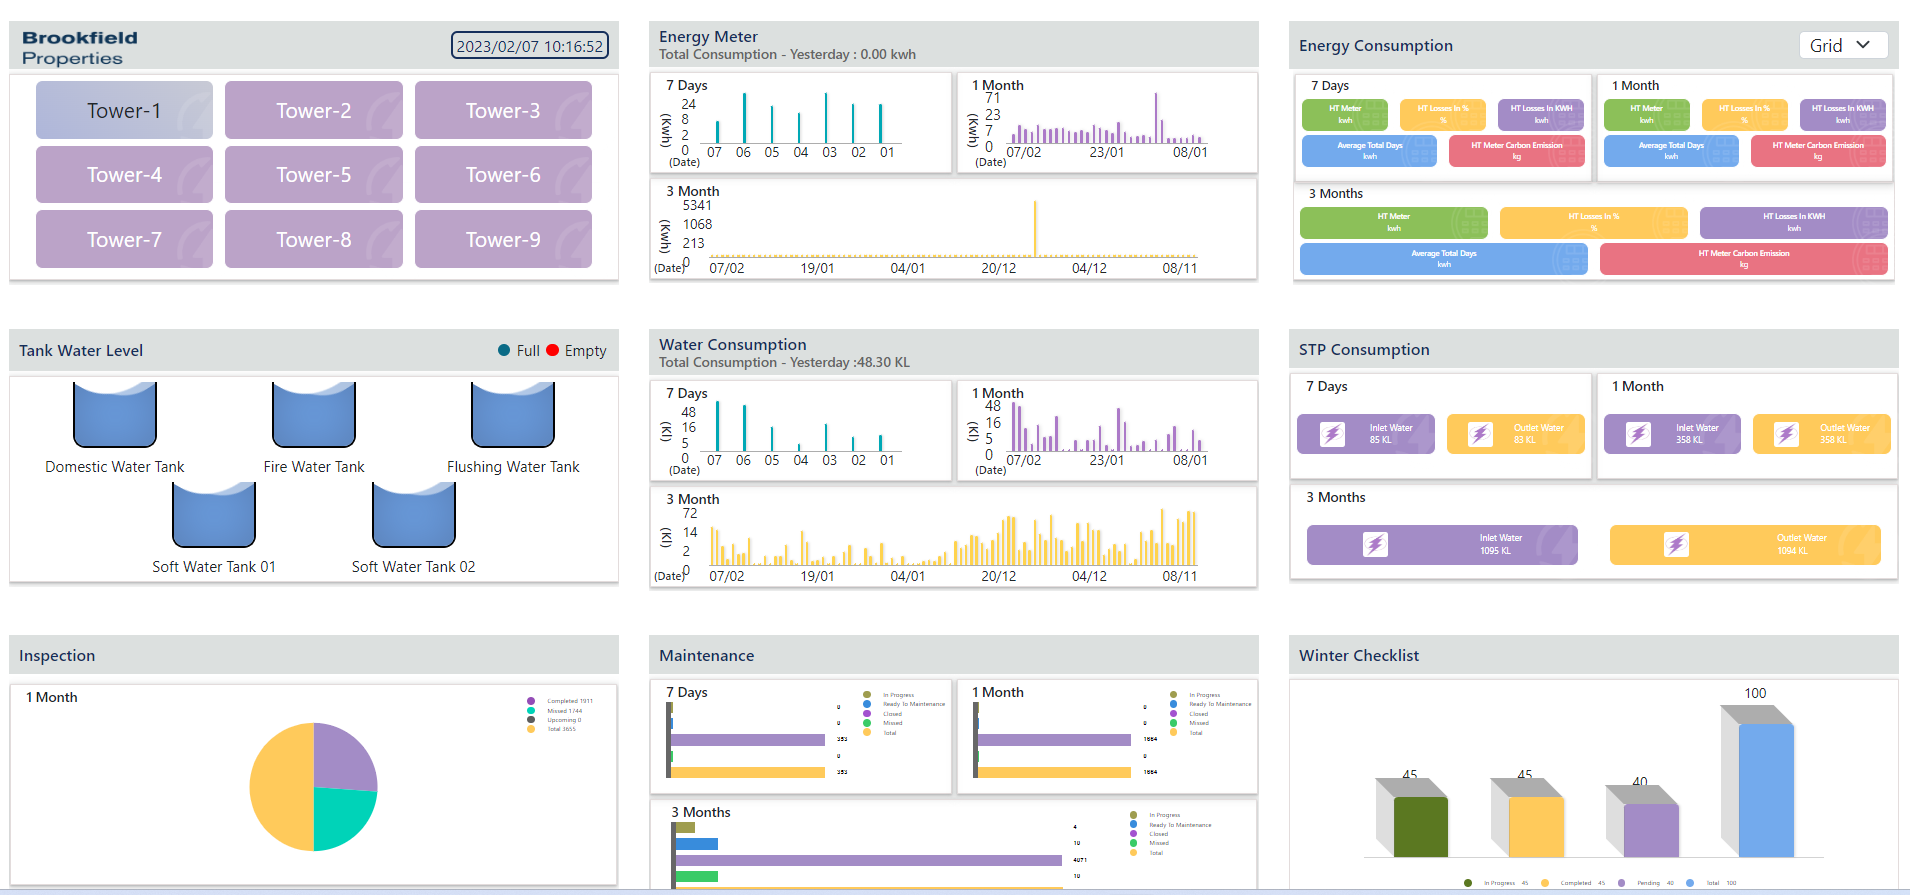 Brookfield
Properties
2023/02/07 10:16:52
Tower-1
Tower-2
Tower-3
Tower-4
Tower-5
Tower-6
Tower-7
Tower-8
Tower-9
Energy Meter
Total Consumption - Yesterday : 0.00 kwh
7 Days
24
8
2
0
(Kwh)
(Date)
07 06 05 04 03 02 01
1 Month
71
23
7
0
(Kwh)
(Date)
07/02 23/01 08/01
3 Month
5341
1068
213
0
(Kwh)
(Date)
07/02 19/01 04/01 20/12 04/12 08/11
Energy Consumption
Grid
7 Days
HT Meter
kwh
HT Losses In %
%
HT Losses In KWH
kwh
Average Total Days
kwh
HT Meter Carbon Emission
kg
1 Month
HT Meter
kwh
HT Losses In %
%
HT Losses In KWH
kwh
Average Total Days
kwh
HT Meter Carbon Emission
kg
3 Months
HT Meter
kwh
HT Losses In %
%
HT Losses In KWH
kwh
Average Total Days
kwh
HT Meter Carbon Emission
kg
Tank Water Level
Full Empty
Domestic Water Tank
Fire Water Tank
Flushing Water Tank
Soft Water Tank 01
Soft Water Tank 02
Water Consumption
Total Consumption - Yesterday :48.30 KL
7 Days
48
16
5
0
(Kl)
(Date)
07 06 05 04 03 02 01
1 Month
48
16
5
0
(Kl)
(Date)
07/02 23/01 08/01
3 Month
72
14
2
0
(Kl)
(Date)
07/02 19/01 04/01 20/12 04/12 08/11
STP Consumption
7 Days
Inlet Water
85 KL
Outlet Water
83 KL
1 Month
Inlet Water
358 KL
Outlet Water
358 KL
3 Months
Inlet Water
1095 KL
Outlet Water
1094 KL
Inspection
1 Month
Completed 1911
Missed 1744
Upcoming 0
Total 3655
Maintenance
7 Days
0
0
353
0
353
In Progress
Ready To Maintenance
Closed
Missed
Total
1 Month
0
0
1684
0
1684
In Progress
Ready To Maintenance
Closed
Missed
Total
3 Months
4
10
4071
10
In Progress
Ready To Maintenance
Closed
Missed
Total
Winter Checklist
45
45
40
100
In Progress 45 Completed 45 Pending 40 Total 100